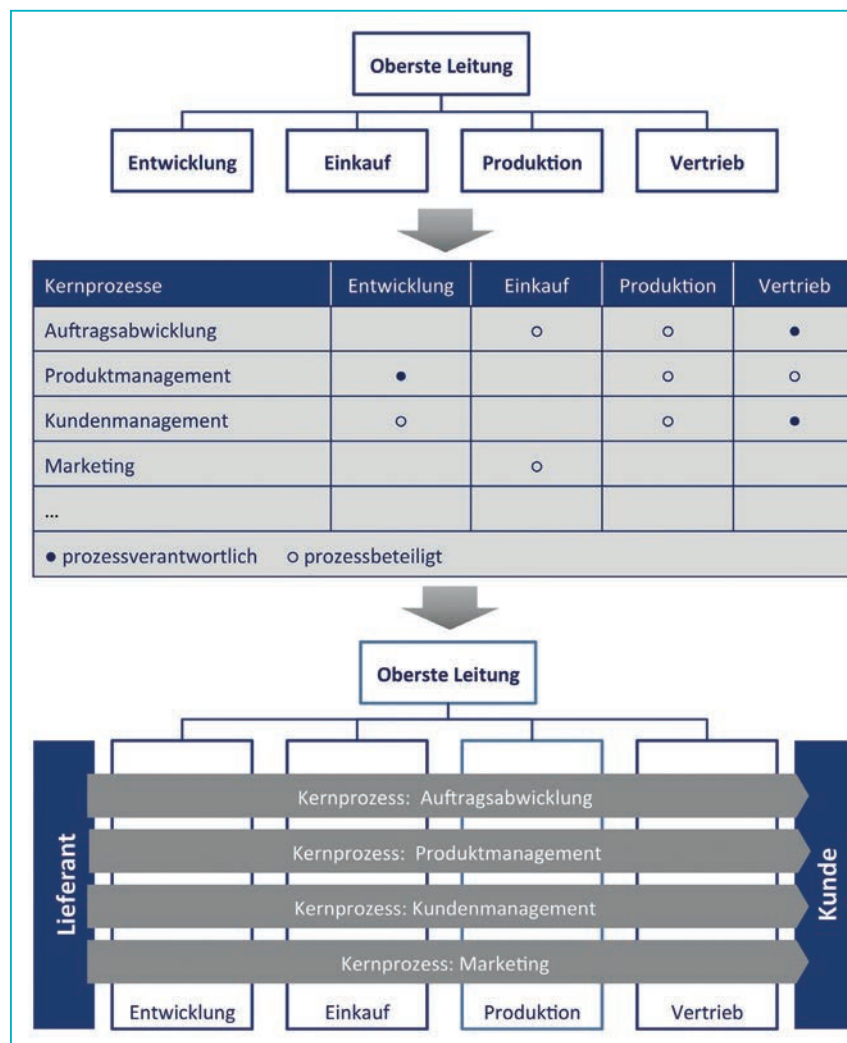 Oberste Leitung
Entwicklung Einkauf Produktion Vertrieb
Kernprozesse Entwicklung Einkauf Produktion Vertrieb
Auftragsabwicklung ○ ○ ●
Produktmanagement ● ○ ○
Kundenmanagement ○ ○ ●
Marketing ○
...
● prozessverantwortlich ○ prozessbeteiligt
Oberste Leitung
Lieferant
Kernprozess: Auftragsabwicklung
Kernprozess: Produktmanagement
Kernprozess: Kundenmanagement
Kernprozess: Marketing
Kunde
Entwicklung Einkauf Produktion Vertrieb